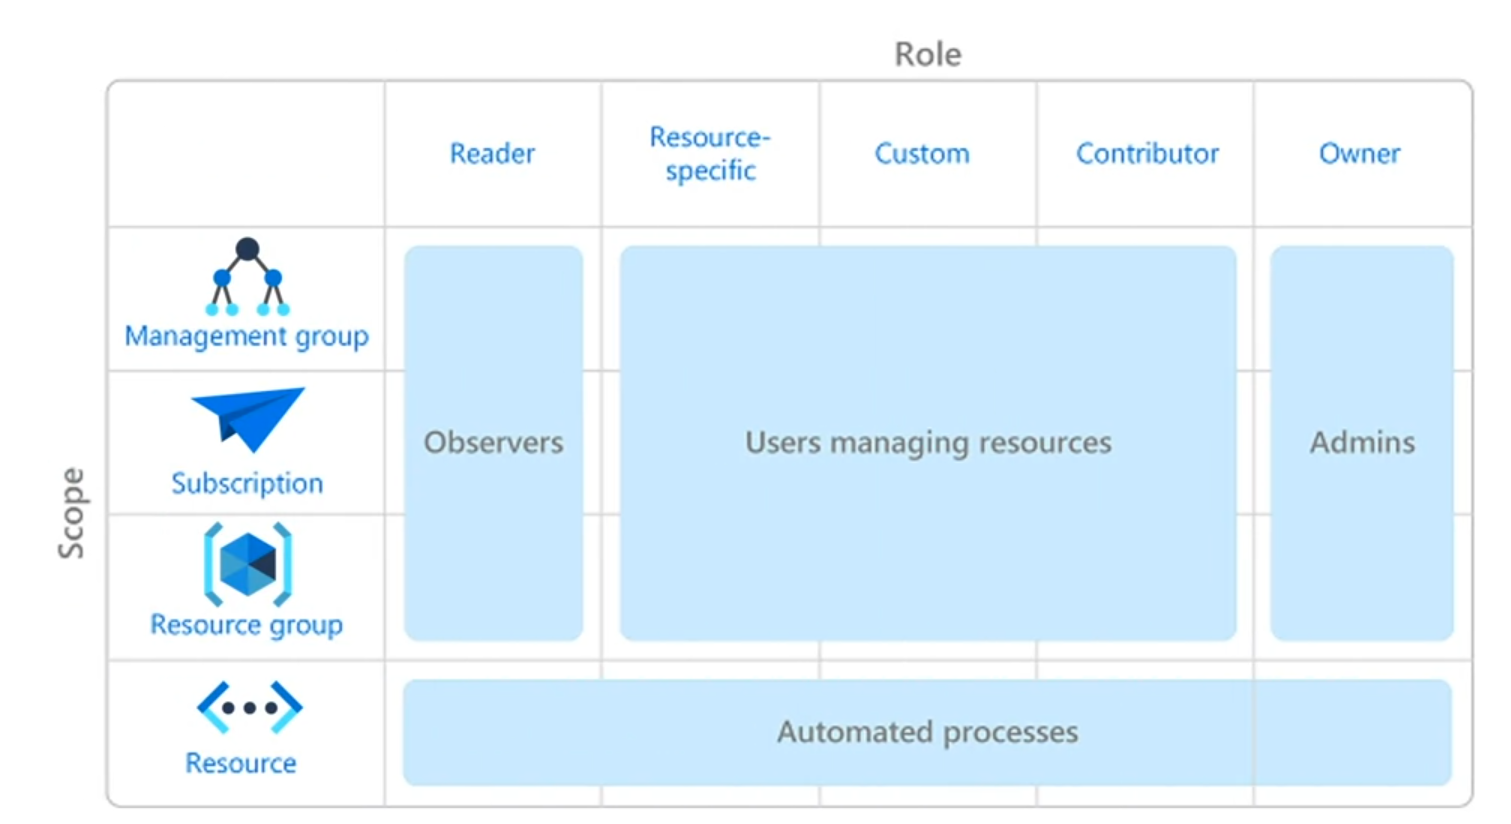 Role
Reader
Resource-
specific
Custom
Contributor
Owner
Scope
Management group
Subscription
Resource group
Resource
Observers
Users managing resources
Admins
Automated processes